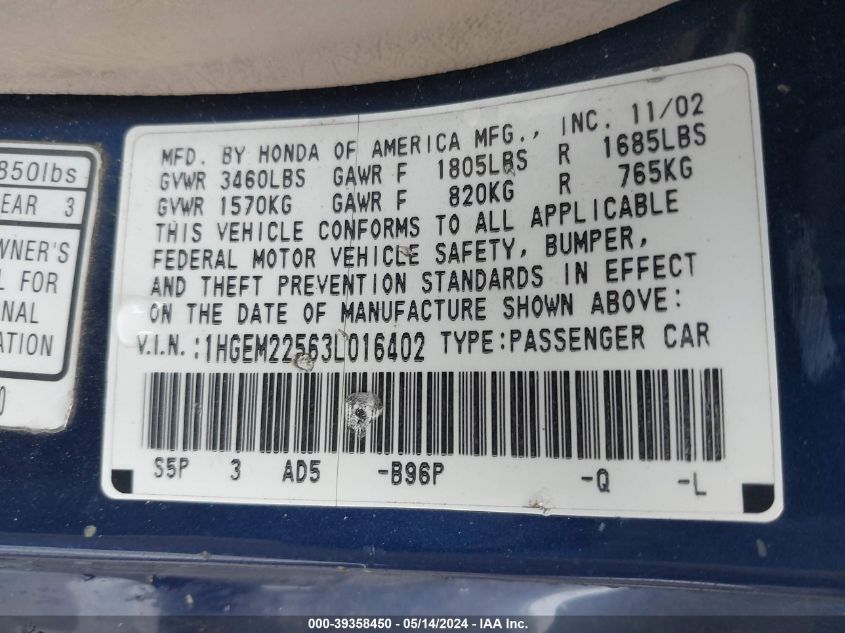 850lbs
EAR 3
WNER'S
L FOR
NAL
ATION
0
MFD. BY HONDA OF AMERICA MFG., INC. 11/02
GVWR 3460LBS GAWR F 1805LBS R 1685LBS
GVWR 1570KG GAWR F 820KG R 765KG
THIS VEHICLE CONFORMS TO ALL APPLICABLE
FEDERAL MOTOR VEHICLE SAFETY, BUMPER,
AND THEFT PREVENTION STANDARDS IN EFFECT
ON THE DATE OF MANUFACTURE SHOWN ABOVE:
V.I.N.:1HGEM22563L016402 TYPE:PASSENGER CAR
S5P 3 AD5 -B96P -Q -L
000-39358450 - 05/14/2024 - IAA Inc.